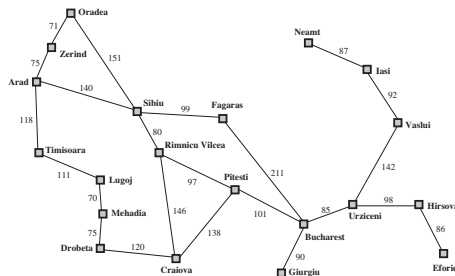 Oradea
Neamt
71
87
Zerind
151
Iasi
75
Arad
140
92
Sibiu
99
Fagaras
118
Vaslui
80
Timisoara
Rimnicu Vilcea
111
Lugoj
97
Pitesti
211
142
70
98
Hirsova
Mehadia
146
101
85
Urziceni
75
138
86
Bucharest
Drobeta
120
90
Craiova
Giurgiu
Eforie